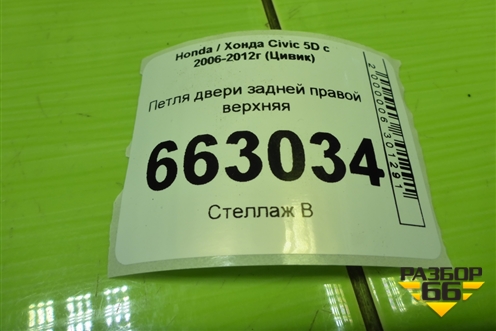 Honda / Хонда Civic 5D с
2006-2012г (Цивик)
Петля двери задней правой
верхняя
663034
Стеллаж В
2000006301291
РАЗБОР
66